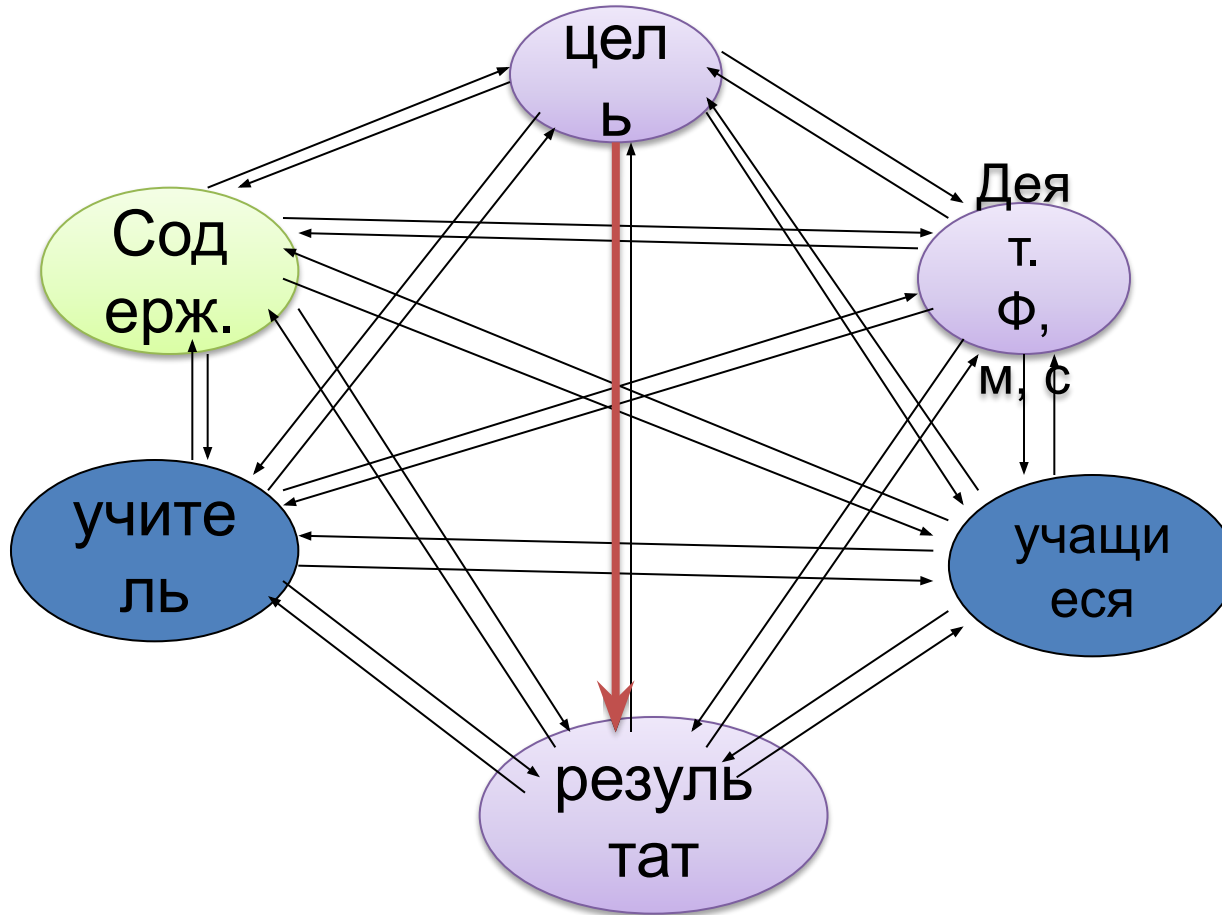 цел
ь
Сод
ерж.
Дея
т.
Ф,
м, с
учите
ль
учащи
еся
резуль
тат